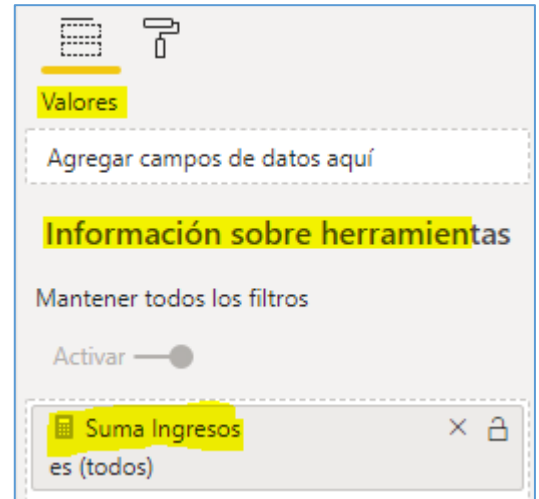 Valores
Agregar campos de datos aquí
Información sobre herramientas
Mantener todos los filtros
Activar
Suma Ingresos
es (todos)